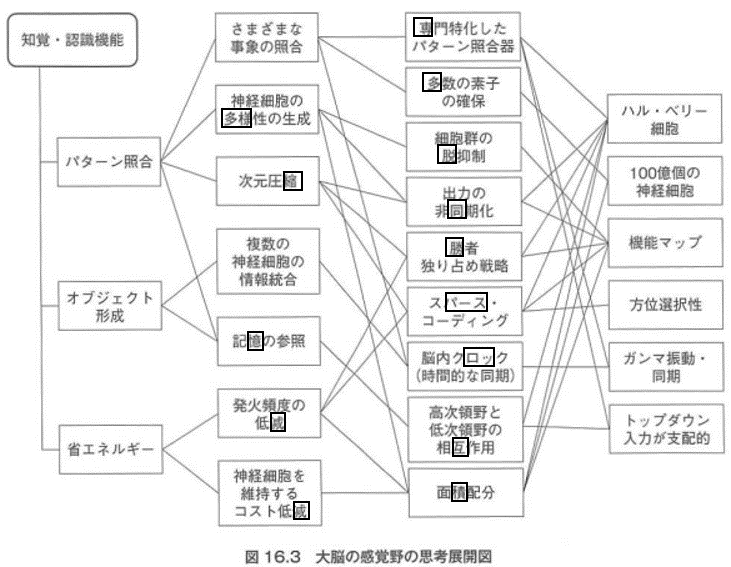 知覚・認識機能
パターン照合
オブジェクト
形成
省エネルギー
さまざまな
事象の照合
神経細胞の
多様性の生成
次元圧縮
複数の
神経細胞の
情報統合
記憶の参照
発火頻度の
低減
神経細胞を
維持する
コスト低減
専門特化した
パターン照合器
多数の素子
の確保
細胞群の
脱抑制
出力の
非同期化
勝者
独り占め戦略
スパース・
コーディング
脳内クロック
(時間的な同期)
高次領野と
低次領野の
相互作用
面積配分
ハル・ベリー
細胞
100億個の
神経細胞
機能マップ
方位選択性
ガンマ振動・
同期
トップダウン
入力が支配的
図 16.3 大脳の感覚野の思考展開図